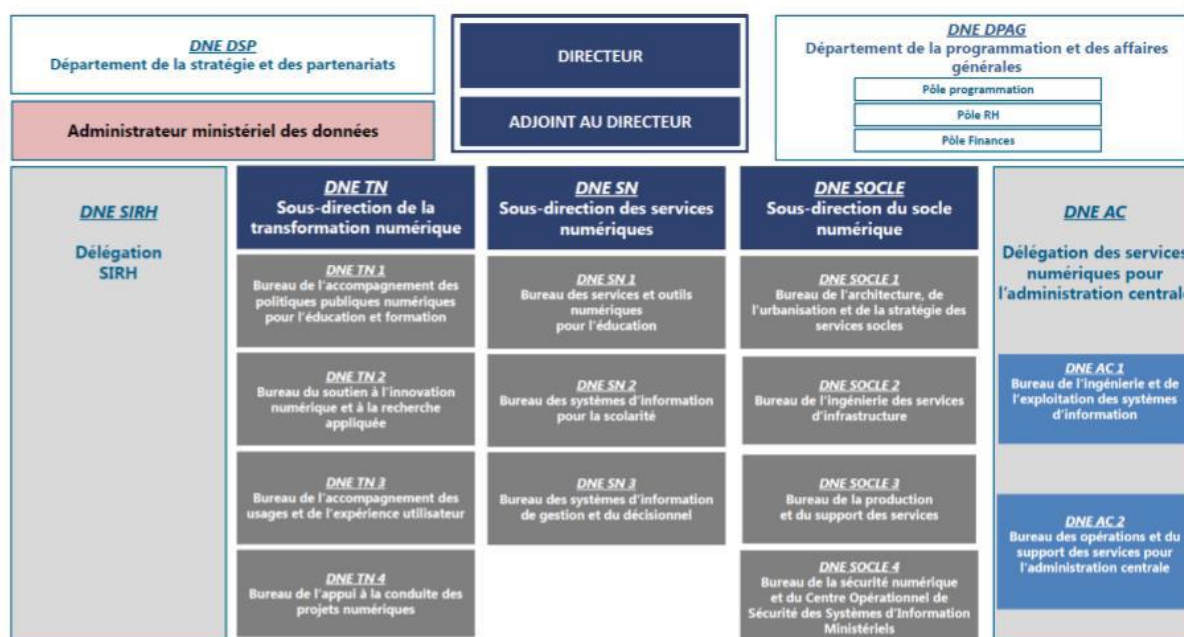 DNE DSP
Département de la stratégie et des partenariats
Administrateur ministériel des données
DIRECTEUR
ADJOINT AU DIRECTEUR
DNE DPAG
Département de la programmation et des affaires
générales
Pôle programmation
Pôle RH
Pôle Finances
DNE SIRH
Délégation
SIRH
DNE TN
Sous-direction de la
transformation numérique
DNE TN 1
Bureau de l'accompagnement des
politiques publiques numériques
pour l'éducation et formation
DNE TN 2
Bureau du soutien à l'innovation
numérique et à la recherche
appliquée
DNE TN 3
Bureau de l'accompagnement des
usages et de l'expérience utilisateur
DNE TN 4
Bureau de l'appui à la conduite des
projets numériques
DNE SN
Sous-direction des services
numériques
DNE SN 1
Bureau des services et outils
numériques
pour l'éducation
DNE SN 2
Bureau des systèmes d'information
pour la scolarité
DNE SN 3
Bureau des systèmes d'information
de gestion et du décisionnel
DNE SOCLE
Sous-direction du socle
numérique
DNE SOCLE 1
Bureau de l'architecture, de
l'urbanisation et de la stratégie des
services socles
DNE SOCLE 2
Bureau de l'ingénierie des services
d'infrastructure
DNE SOCLE 3
Bureau de la production
et du support des services
DNE SOCLE 4
Bureau de la sécurité numérique
et du Centre Opérationnel de
Sécurité des Systèmes d'Information
Ministériels
DNE AC
Délégation des services
numériques pour
l'administration centrale
DNE AC 1
Bureau de l'ingénierie et de
l'exploitation des systèmes
d'information
DNE AC 2
Bureau des opérations et du
support des services pour
l'administration centrale